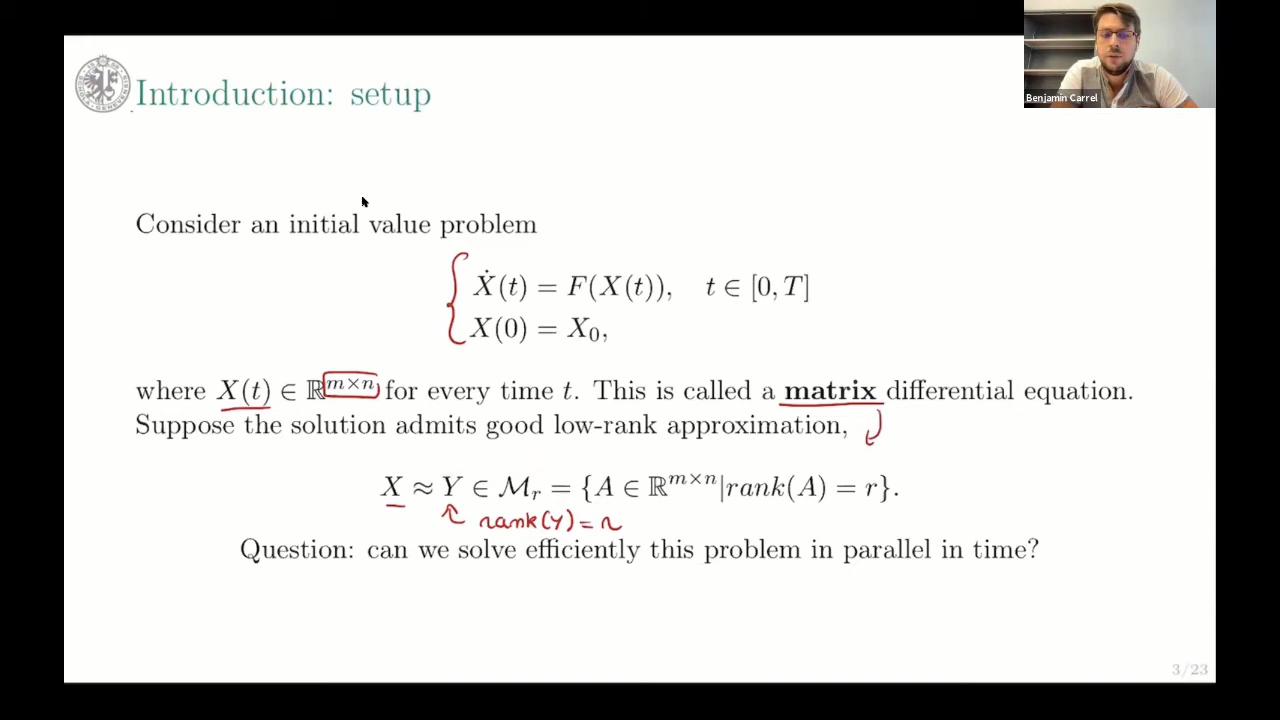 Introduction: setup
Benjamin Carrel
Consider an initial value problem
Ẋ(t) = F(X(t)), t ∈ [0, T]
X(0) = X₀,
where X(t) ∈ ℝ^{m×n} for every time t. This is called a matrix differential equation.
Suppose the solution admits good low-rank approximation,
X ≈ Y ∈ ℳᵣ = {A ∈ ℝ^{m×n}|rank(A) = r}.
rank(Y) = r
Question: can we solve efficiently this problem in parallel in time?
3/23